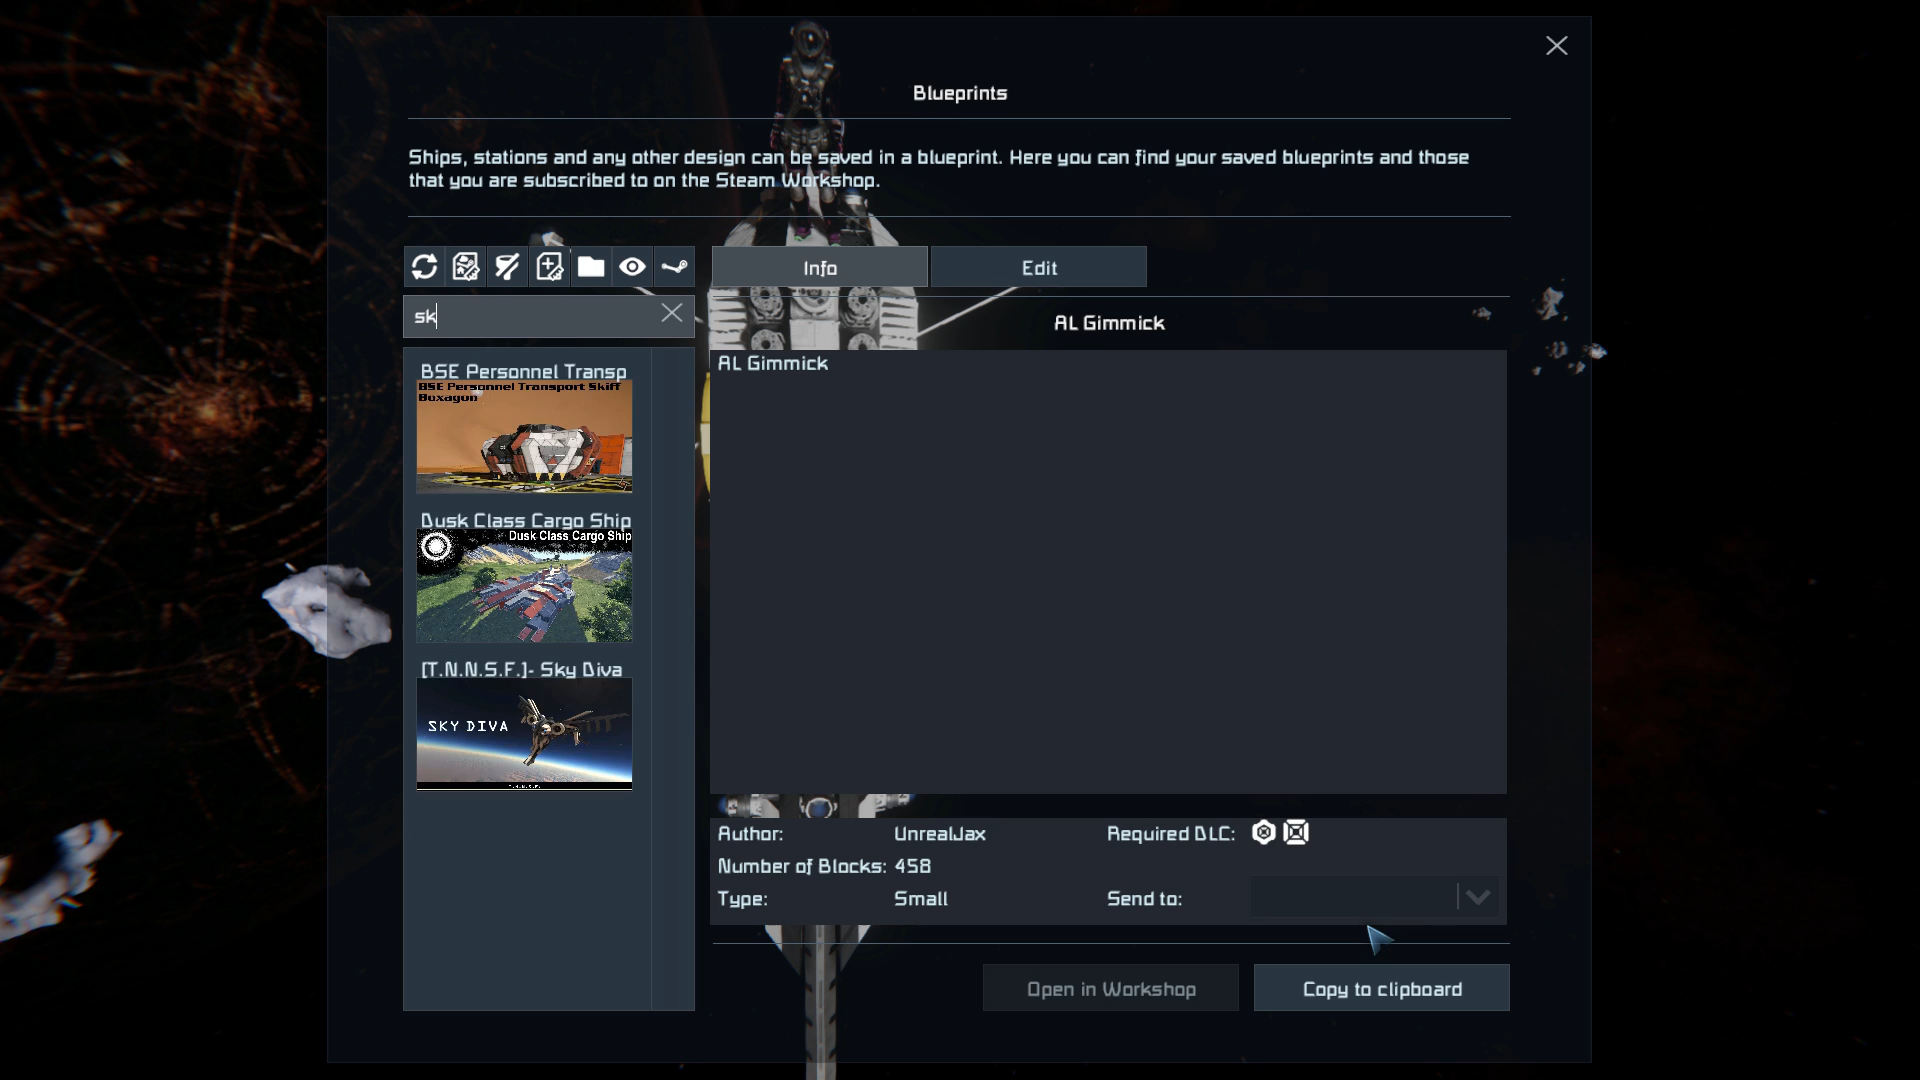 Blueprints
Ships, stations and any other design can be saved in a blueprint. Here you can find your saved blueprints and those
that you are subscribed to on the Steam Workshop.
Info
Edit
sk
AL Gimmick
AL Gimmick
BSE Personnel Transp
BSE Personnel Transport Skiff
Boxagon
Dusk Class Cargo Ship
Dusk Class Cargo Ship
[T.N.N.S.F.]- Sky Diva
SKY DIVA
Author: UnrealJax Required DLC:
Number of Blocks: 458
Type: Small Send to:
Open in Workshop
Copy to clipboard